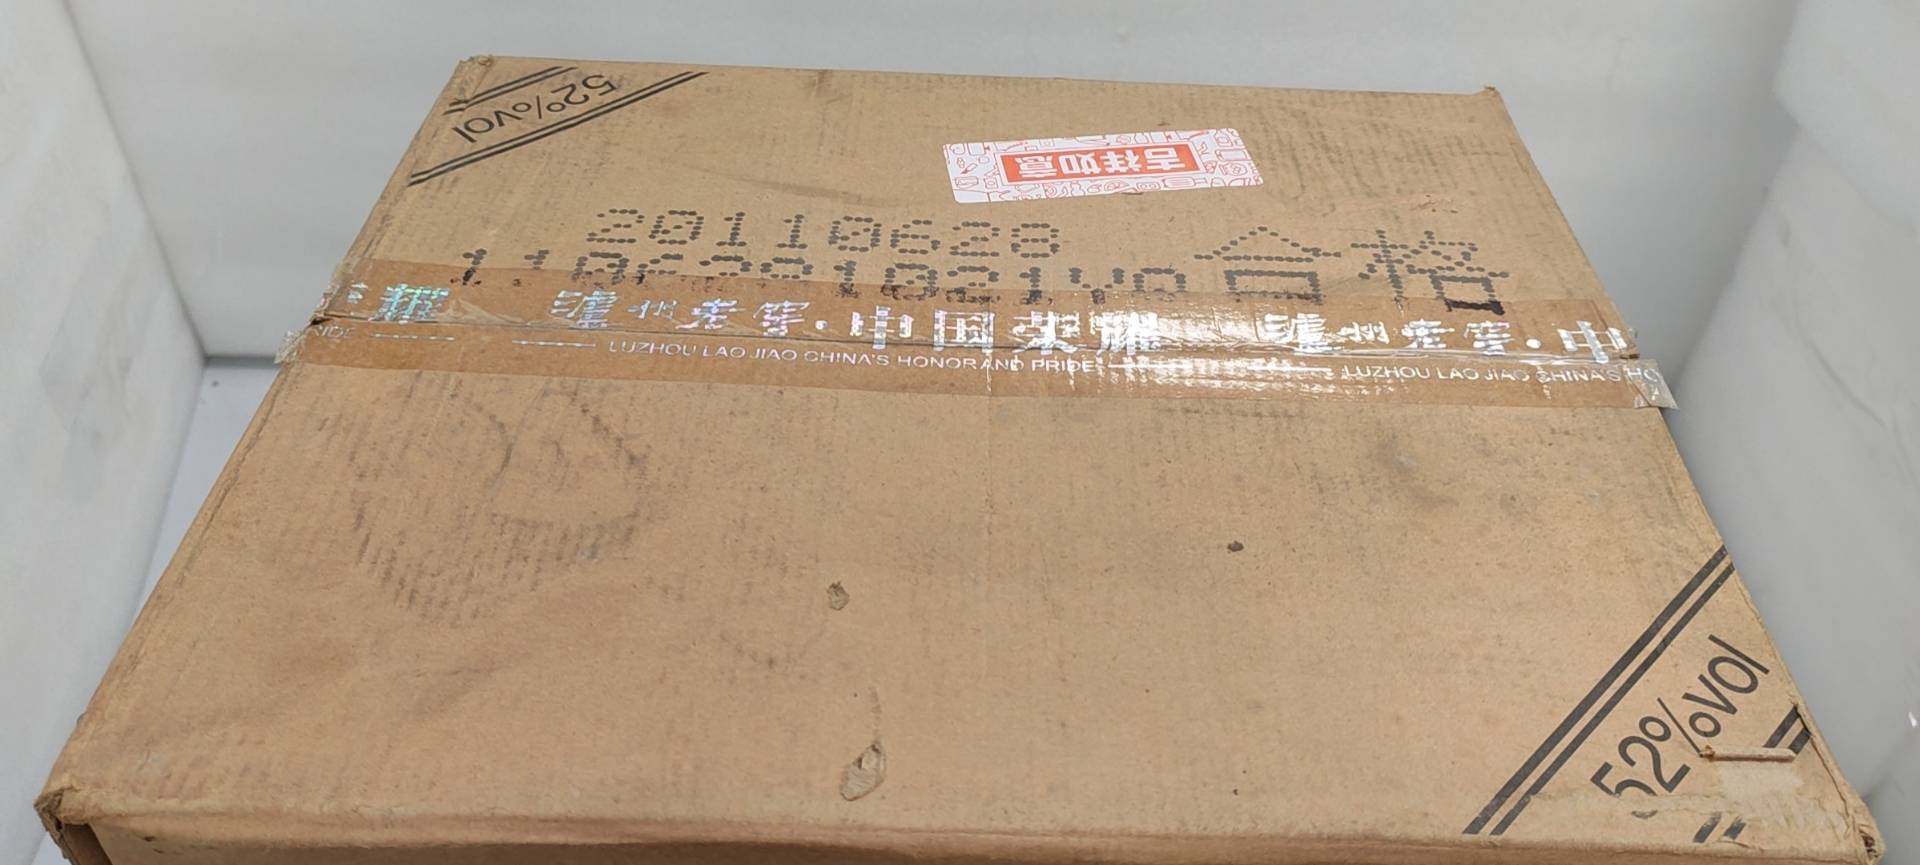 52%vol
吉祥如意
20110628
合格
泸州老窖·中国荣耀 泸州老窖·中
LUZHOU LAO JIAO CHINA'S HONOR AND PRIDE LUZHOU LAO JIAO CHINA'S HO
52%vol